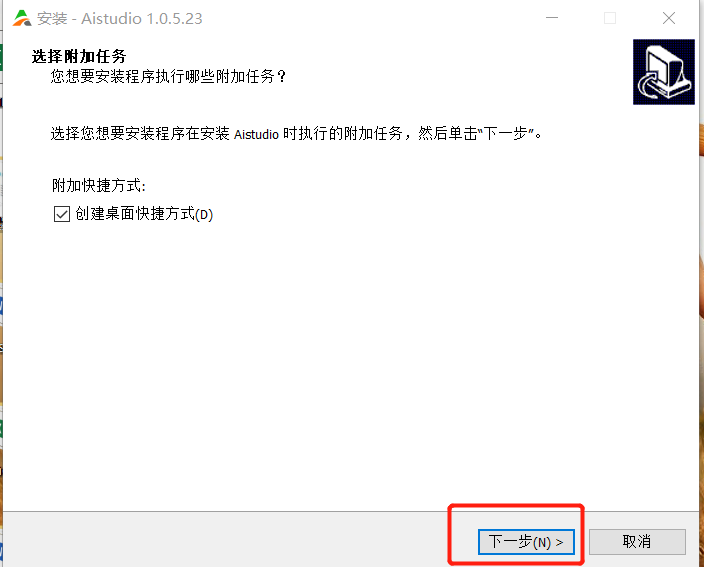 安装 - Aistudio 1.0.5.23
选择附加任务
您想要安装程序执行哪些附加任务？
选择您想要安装程序在安装 Aistudio 时执行的附加任务，然后单击“下一步”。
附加快捷方式:
创建桌面快捷方式(D)
下一步(N) >
取消